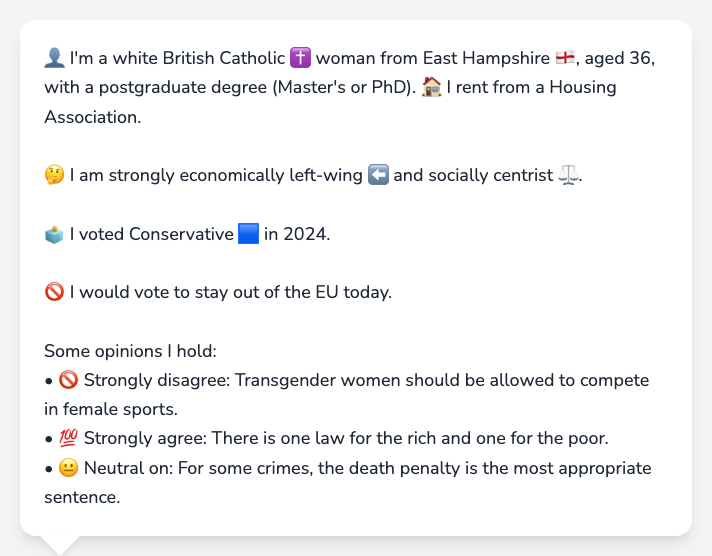 👤 I'm a white British Catholic ✝️ woman from East Hampshire 🏴󠁧󠁢󠁥󠁮󠁧󠁿, aged 36,
with a postgraduate degree (Master's or PhD). 🏠 I rent from a Housing
Association.
🤔 I am strongly economically left-wing ⬅️ and socially centrist ⚖️.
🗳️ I voted Conservative 🟦 in 2024.
🚫 I would vote to stay out of the EU today.
Some opinions I hold:
• 🚫 Strongly disagree: Transgender women should be allowed to compete
in female sports.
• 💯 Strongly agree: There is one law for the rich and one for the poor.
• 😐 Neutral on: For some crimes, the death penalty is the most appropriate
sentence.